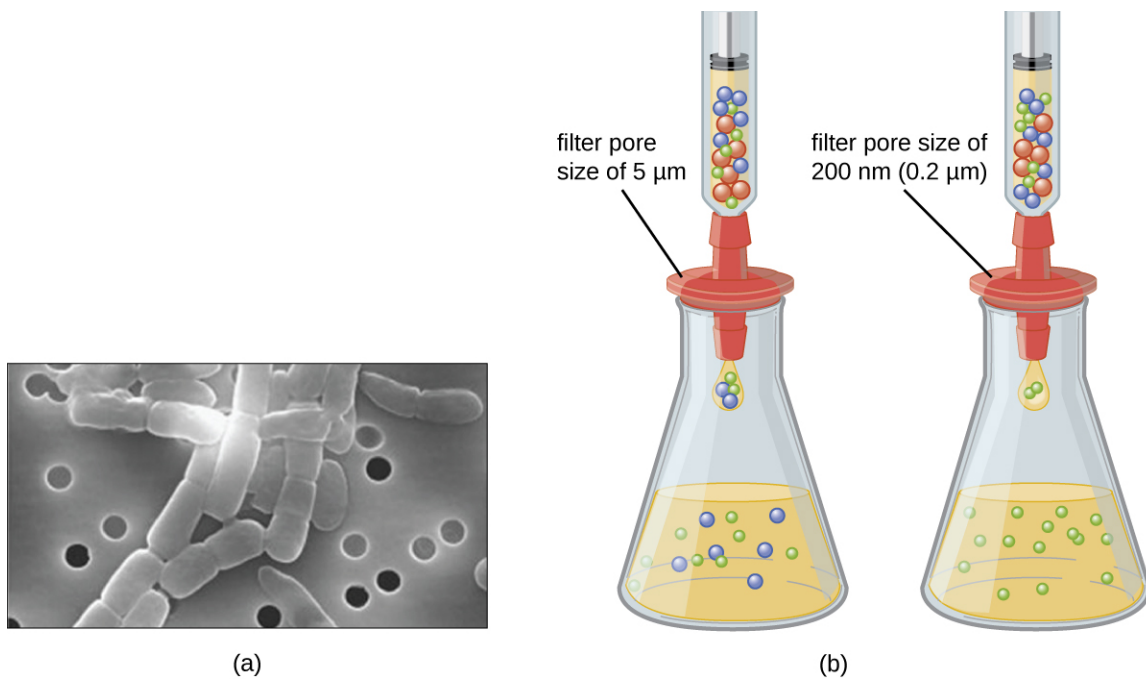 filter pore
size of 5 µm
filter pore size of
200 nm (0.2 µm)
(a)
(b)